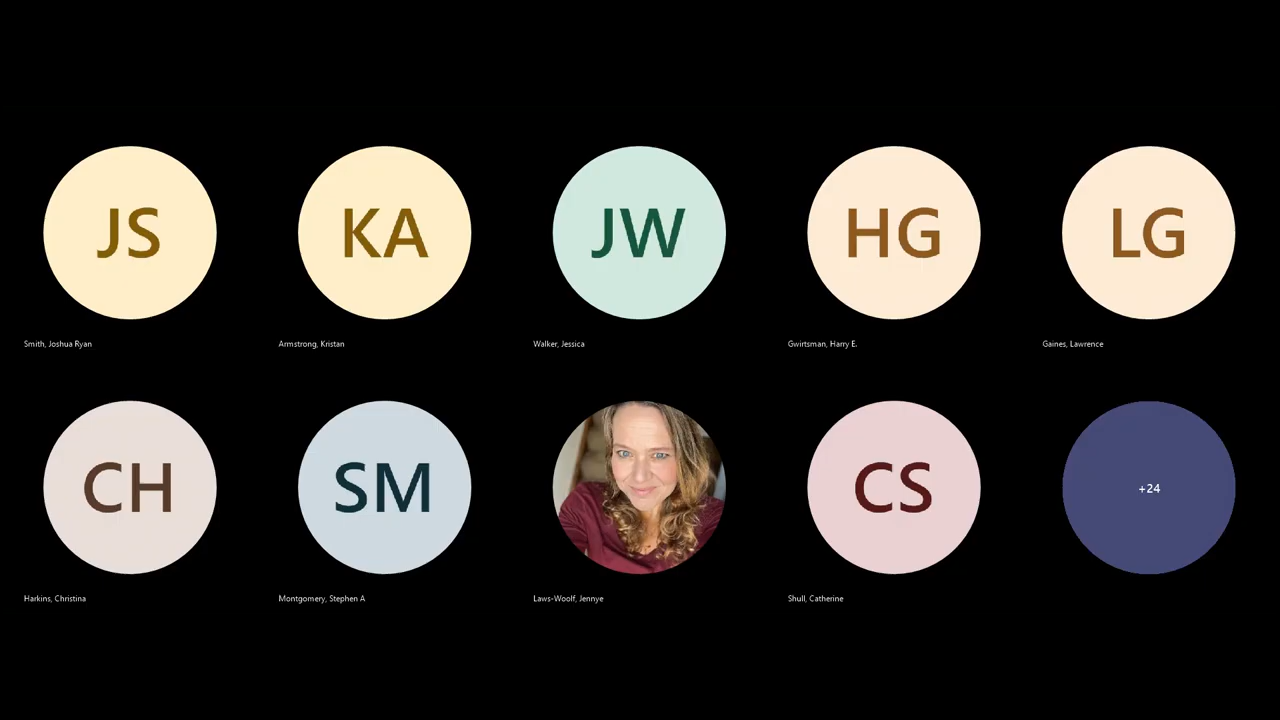 JS
KA
JW
HG
LG
Smith, Joshua Ryan
Armstrong, Kristan
Walker, Jessica
Gwirtsman, Harry E.
Gaines, Lawrence
CH
SM
CS
+24
Harkins, Christina
Montgomery, Stephen A
Laws-Woolf, Jennye
Shull, Catherine